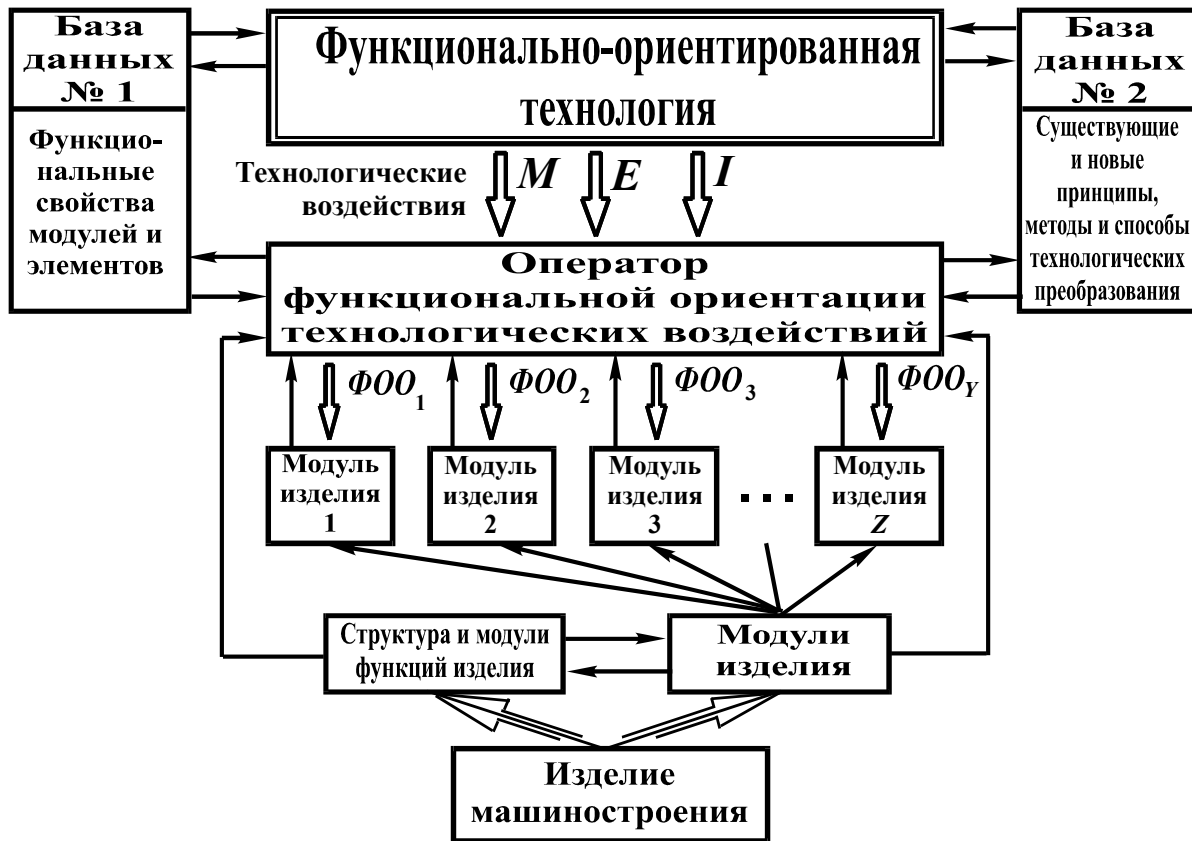 База
данных
№ 1
Функцио-
нальные
свойства
модулей и
элементов
Функционально-ориентированная
технология
База
данных
№ 2
Существующие
и новые
принципы,
методы и способы
технологических
преобразования
Технологические
воздействия
M E I
Оператор
функциональной ориентации
технологических воздействий
ФОО1 ФОО2 ФОО3 ФООY
Модуль
изделия
1
Модуль
изделия
2
Модуль
изделия
3
. . .
Модуль
изделия
Z
Структура и модули
функций изделия
Модули
изделия
Изделие
машиностроения